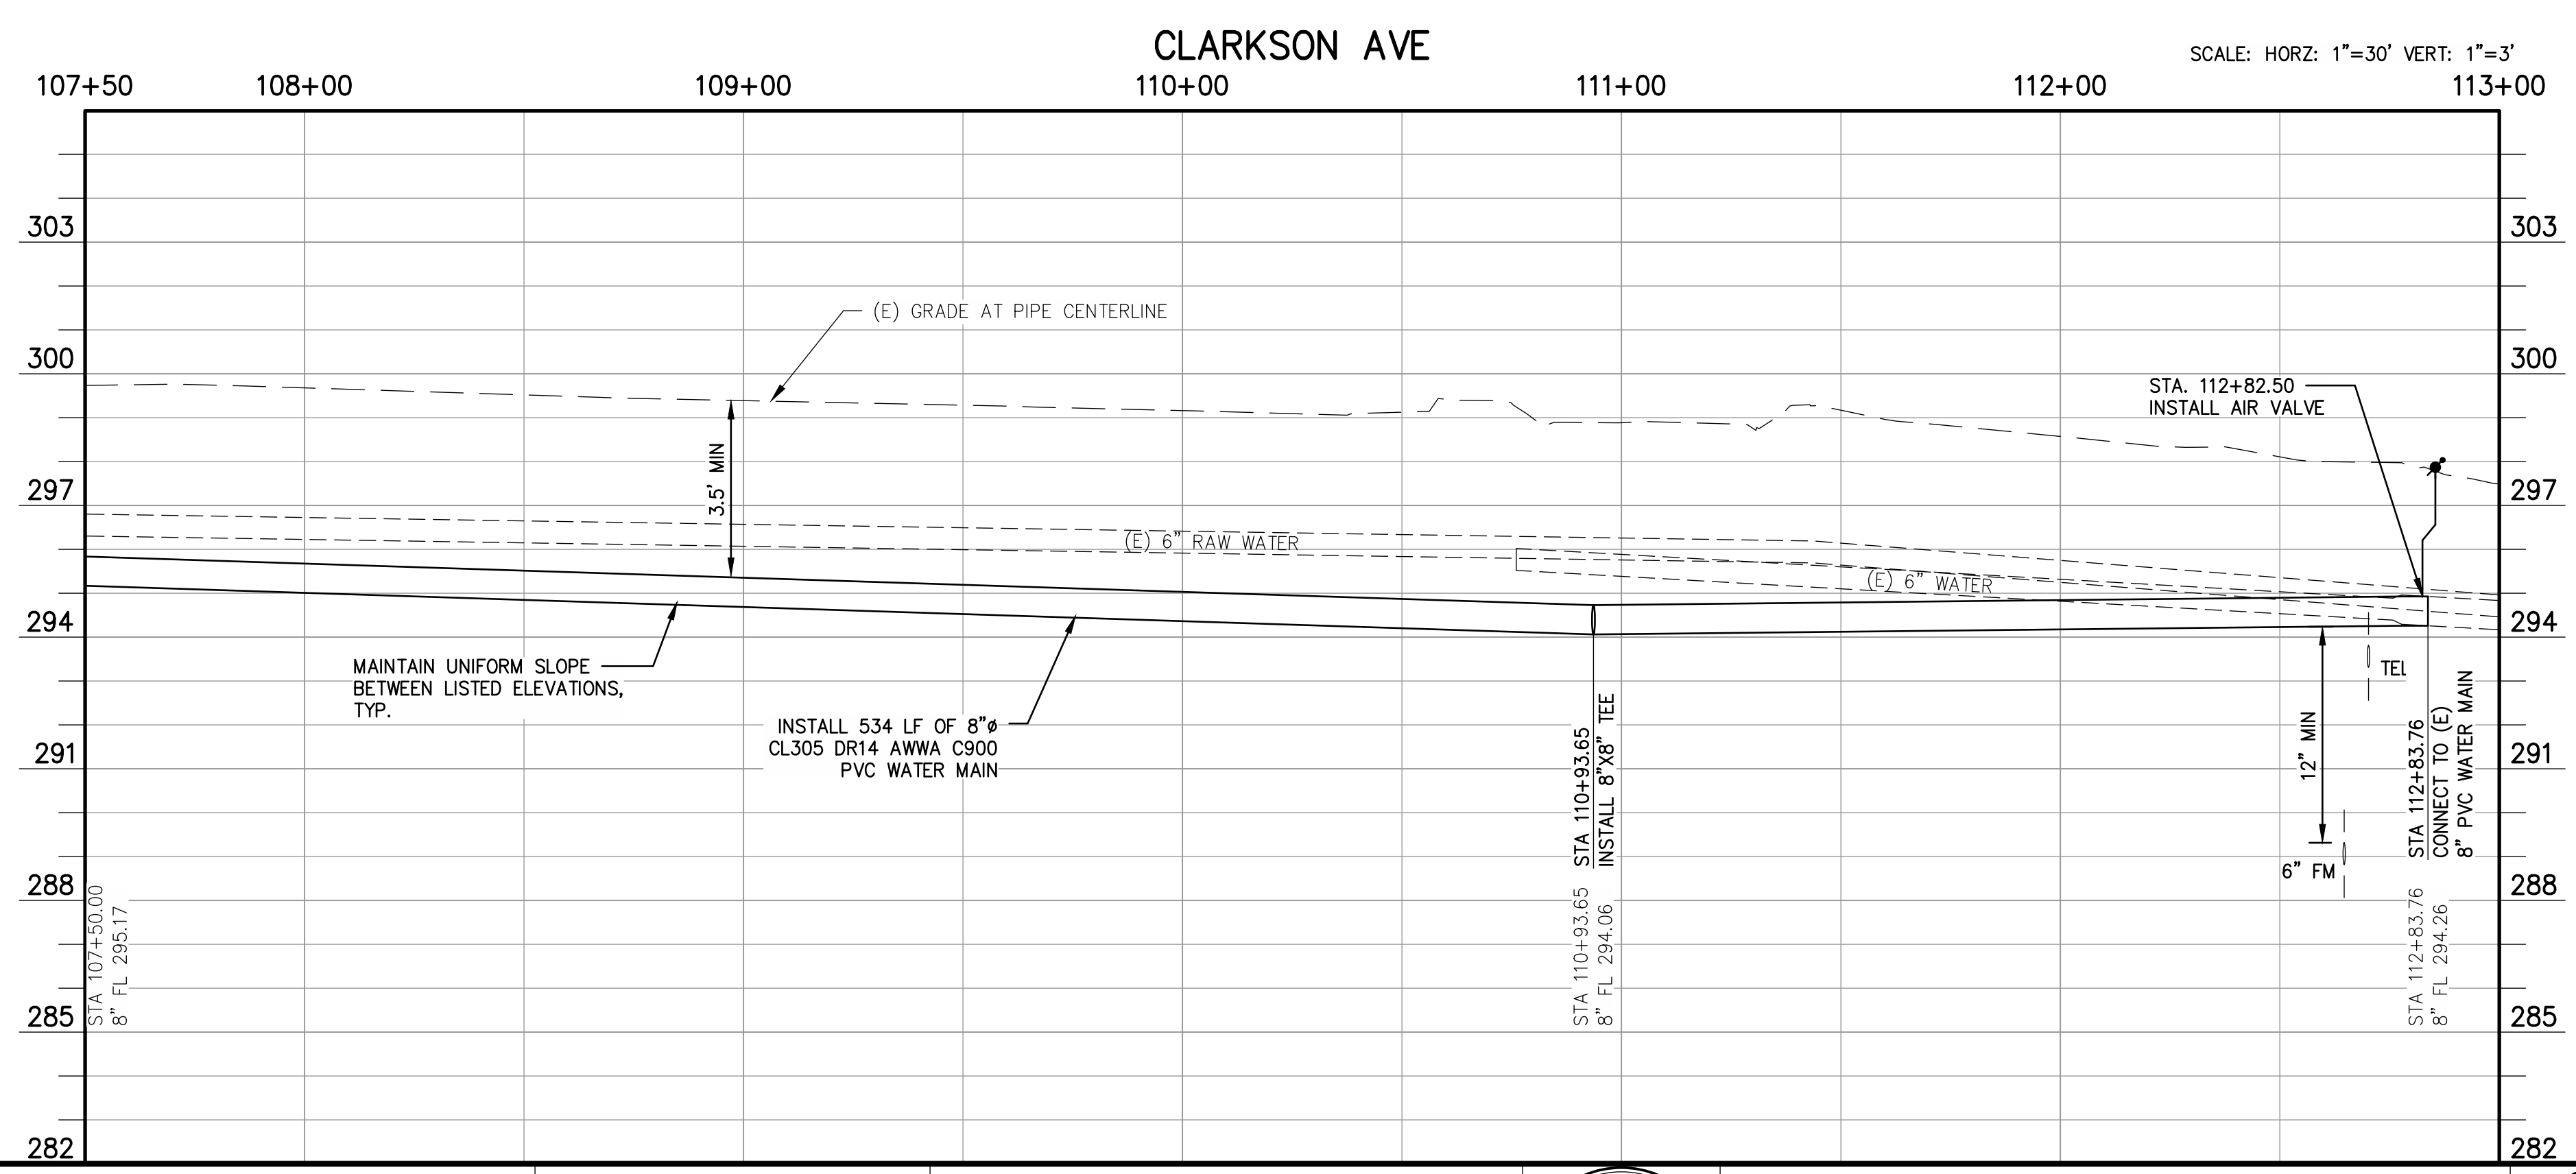 CLARKSON AVE
SCALE: HORZ: 1"=30' VERT: 1"=3'
107+50
108+00
109+00
110+00
111+00
112+00
113+00
303
303
(E) GRADE AT PIPE CENTERLINE
300
300
STA. 112+82.50
INSTALL AIR VALVE
3.5' MIN
297
297
(E) 6" RAW WATER
(E) 6" WATER
294
294
MAINTAIN UNIFORM SLOPE
BETWEEN LISTED ELEVATIONS,
TYP.
TEL
INSTALL 534 LF OF 8"ø
CL305 DR14 AWWA C900
PVC WATER MAIN
STA 110+93.65
INSTALL 8"X8" TEE
12" MIN
STA 112+83.76
CONNECT TO (E)
8" PVC WATER MAIN
291
291
6" FM
288
288
STA 107+50.00
8" FL 295.17
STA 110+93.65
8" FL 294.06
STA 112+83.76
8" FL 294.26
285
285
282
282